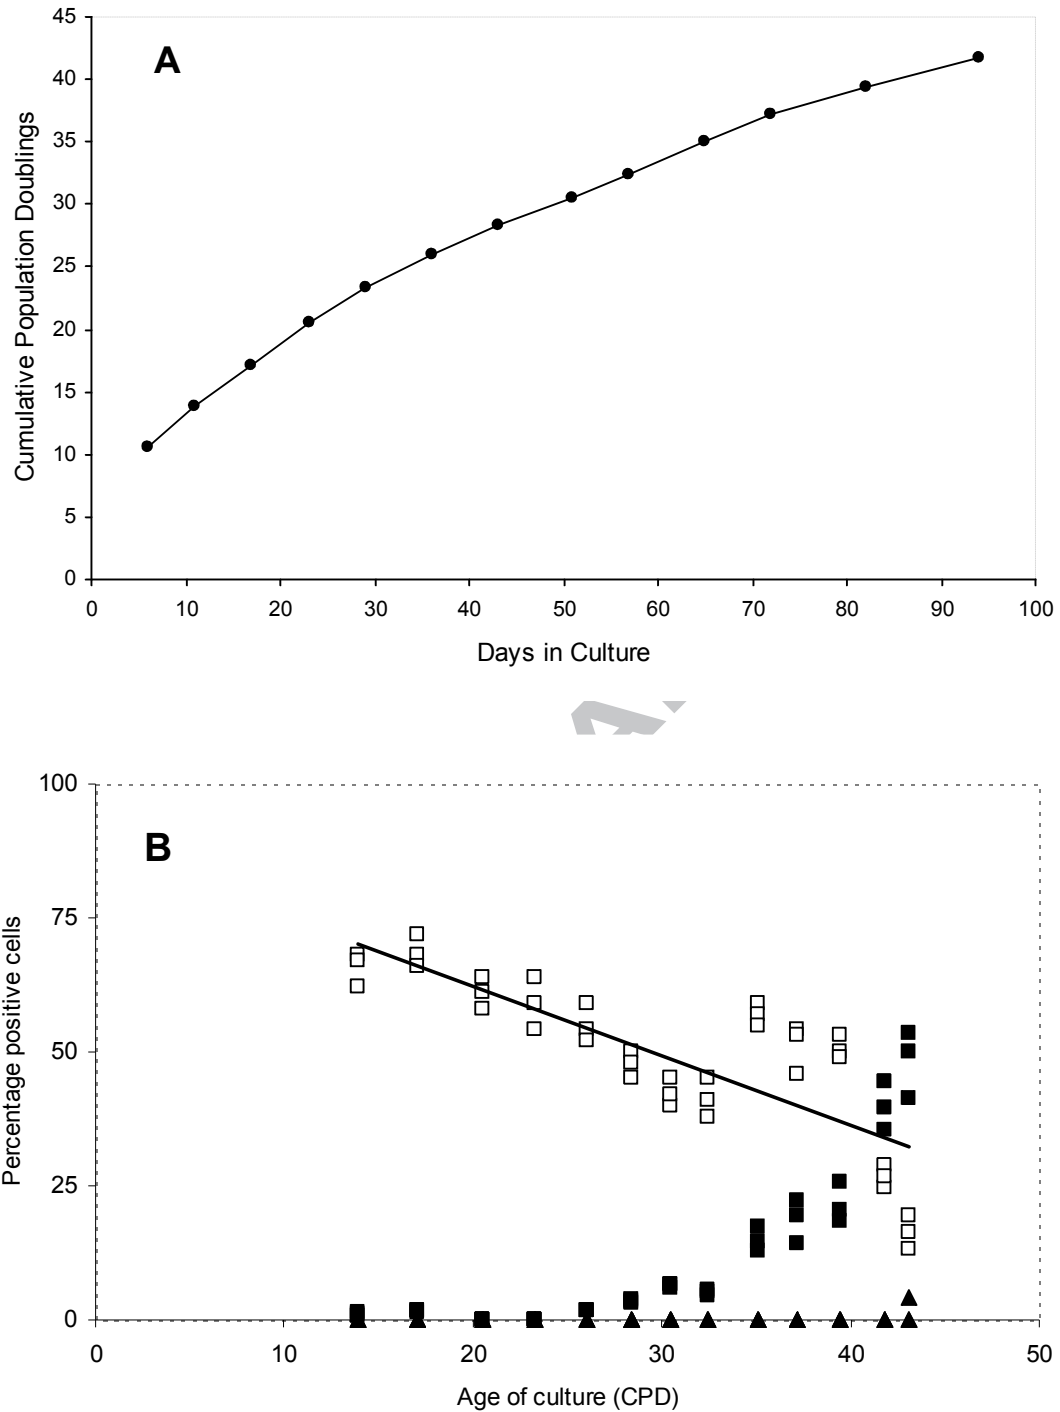 A
Cumulative Population Doublings
45
40
35
30
25
20
15
10
5
0
0 10 20 30 40 50 60 70 80 90 100
Days in Culture
B
Percentage positive cells
100
75
50
25
0
0 10 20 30 40 50
Age of culture (CPD)